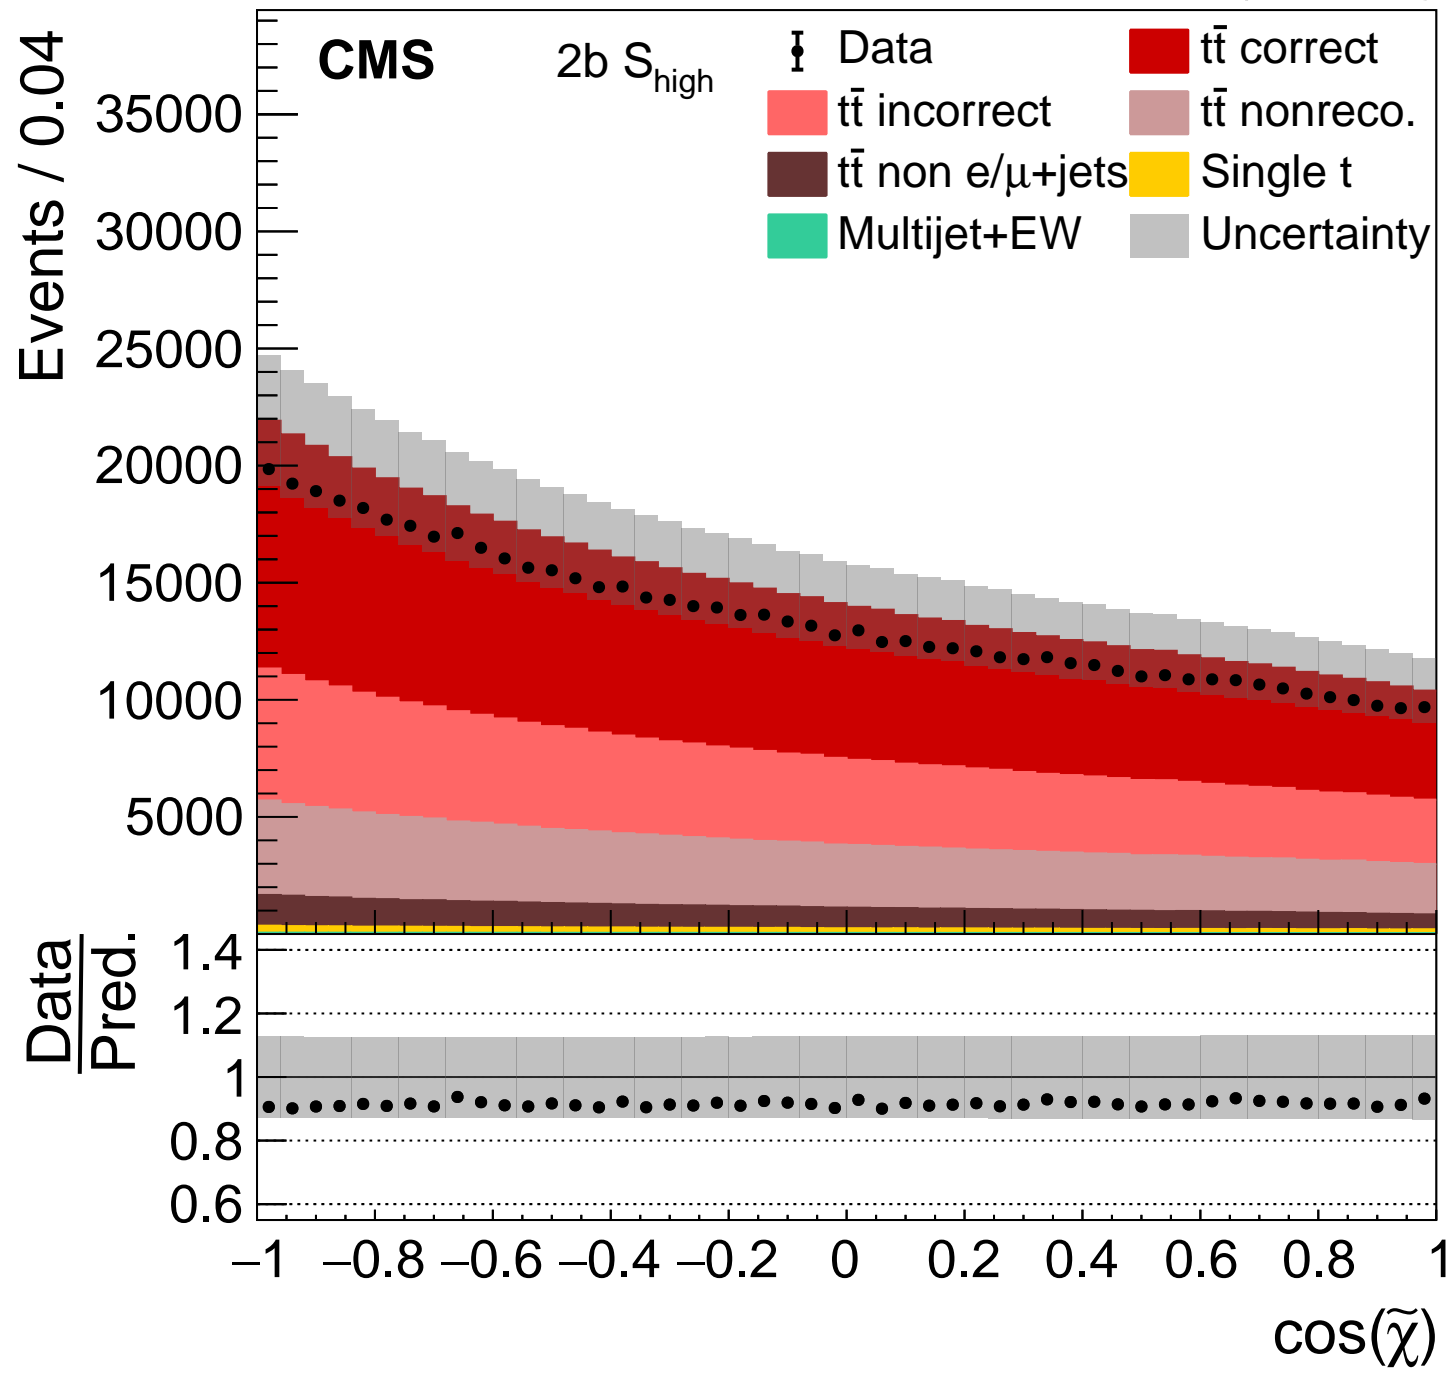 CMS 2b S_high
Data
tt̄ correct
tt̄ incorrect
tt̄ nonreco.
tt̄ non e/μ+jets
Single t
Multijet+EW
Uncertainty
Events / 0.04
35000
30000
25000
20000
15000
10000
5000
Data
Pred.
1.4
1.2
1
0.8
0.6
–1 –0.8 –0.6 –0.4 –0.2 0 0.2 0.4 0.6 0.8 1
cos(χ̃)